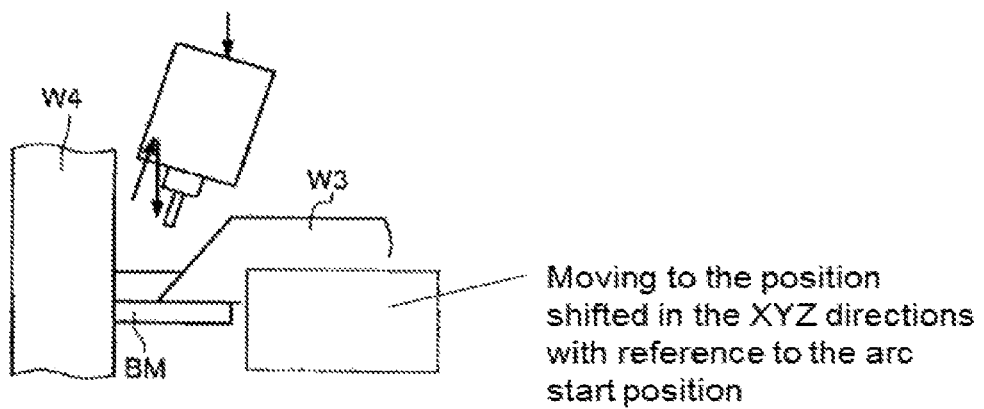 W4
W3
BM
Moving to the position
shifted in the XYZ directions
with reference to the arc
start position